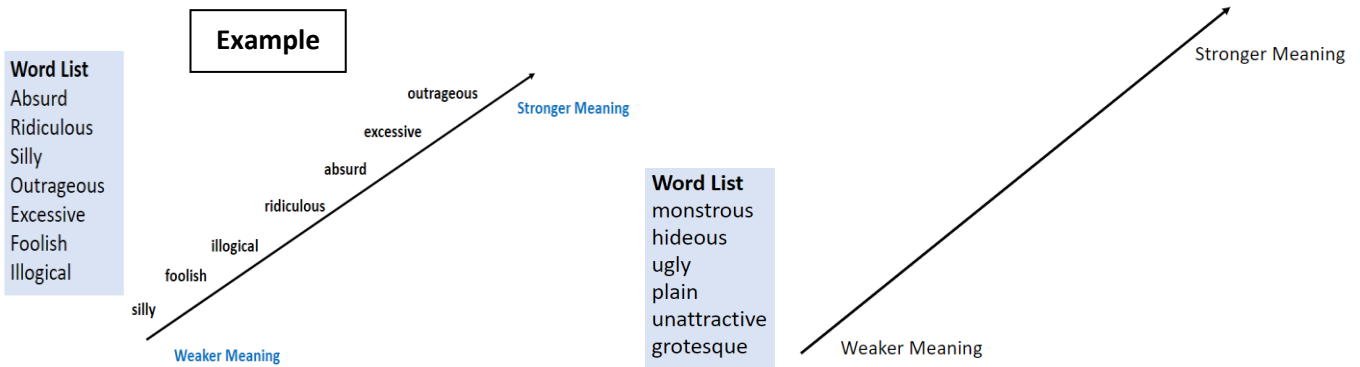 Example
Word List
Absurd
Ridiculous
Silly
Outrageous
Excessive
Foolish
Illogical
outrageous
Stronger Meaning
excessive
absurd
ridiculous
illogical
foolish
silly
Weaker Meaning
Word List
monstrous
hideous
ugly
plain
unattractive
grotesque
Stronger Meaning
Weaker Meaning